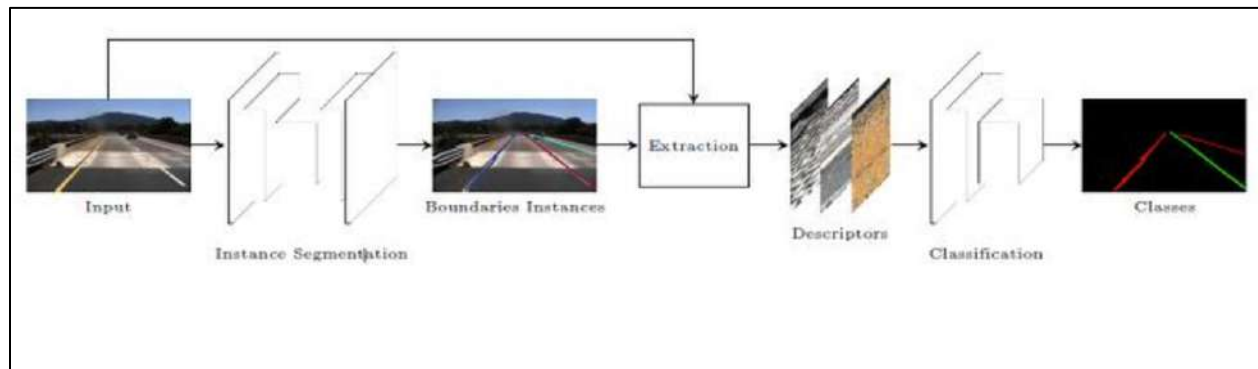 Input
Instance Segmentation
Boundaries Instances
Extraction
Descriptors
Classification
Classes